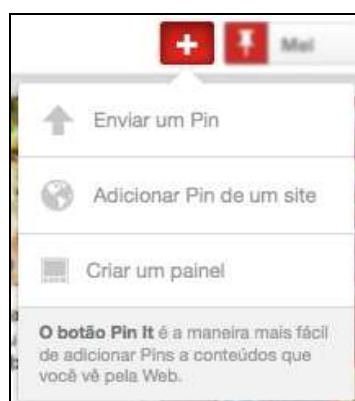 Mel
Enviar um Pin
Adicionar Pin de um site
Criar um painel
O botão Pin It é a maneira mais fácil
de adicionar Pins a conteúdos que
você vê pela Web.